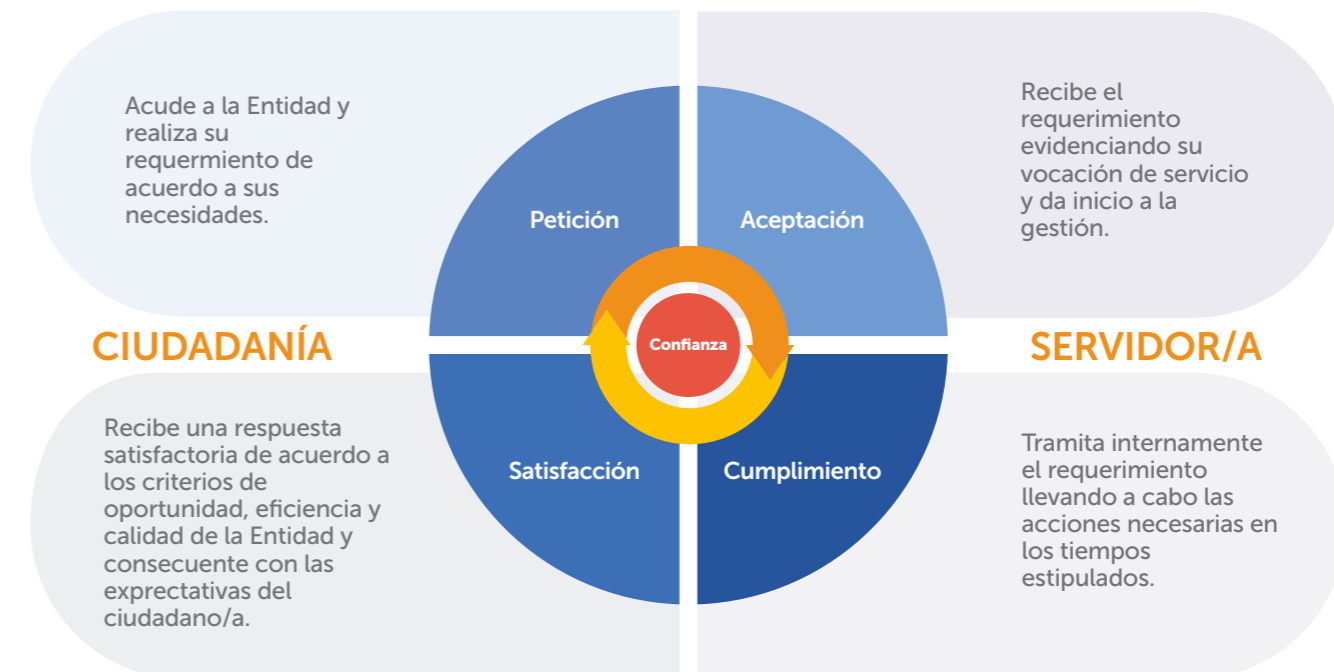 Acude a la Entidad y
realiza su
requermiento de
acuerdo a sus
necesidades.
Petición
Aceptación
Recibe el
requerimiento
evidenciando su
vocación de servicio
y da inicio a la
gestión.
CIUDADANÍA
Confianza
SERVIDOR/A
Recibe una respuesta
satisfactoria de acuerdo a
los criterios de
oportunidad, eficiencia y
calidad de la Entidad y
consecuente con las
exprectativas del
ciudadano/a.
Satisfacción
Cumplimiento
Tramita internamente
el requerimiento
llevando a cabo las
acciones necesarias en
los tiempos
estipulados.